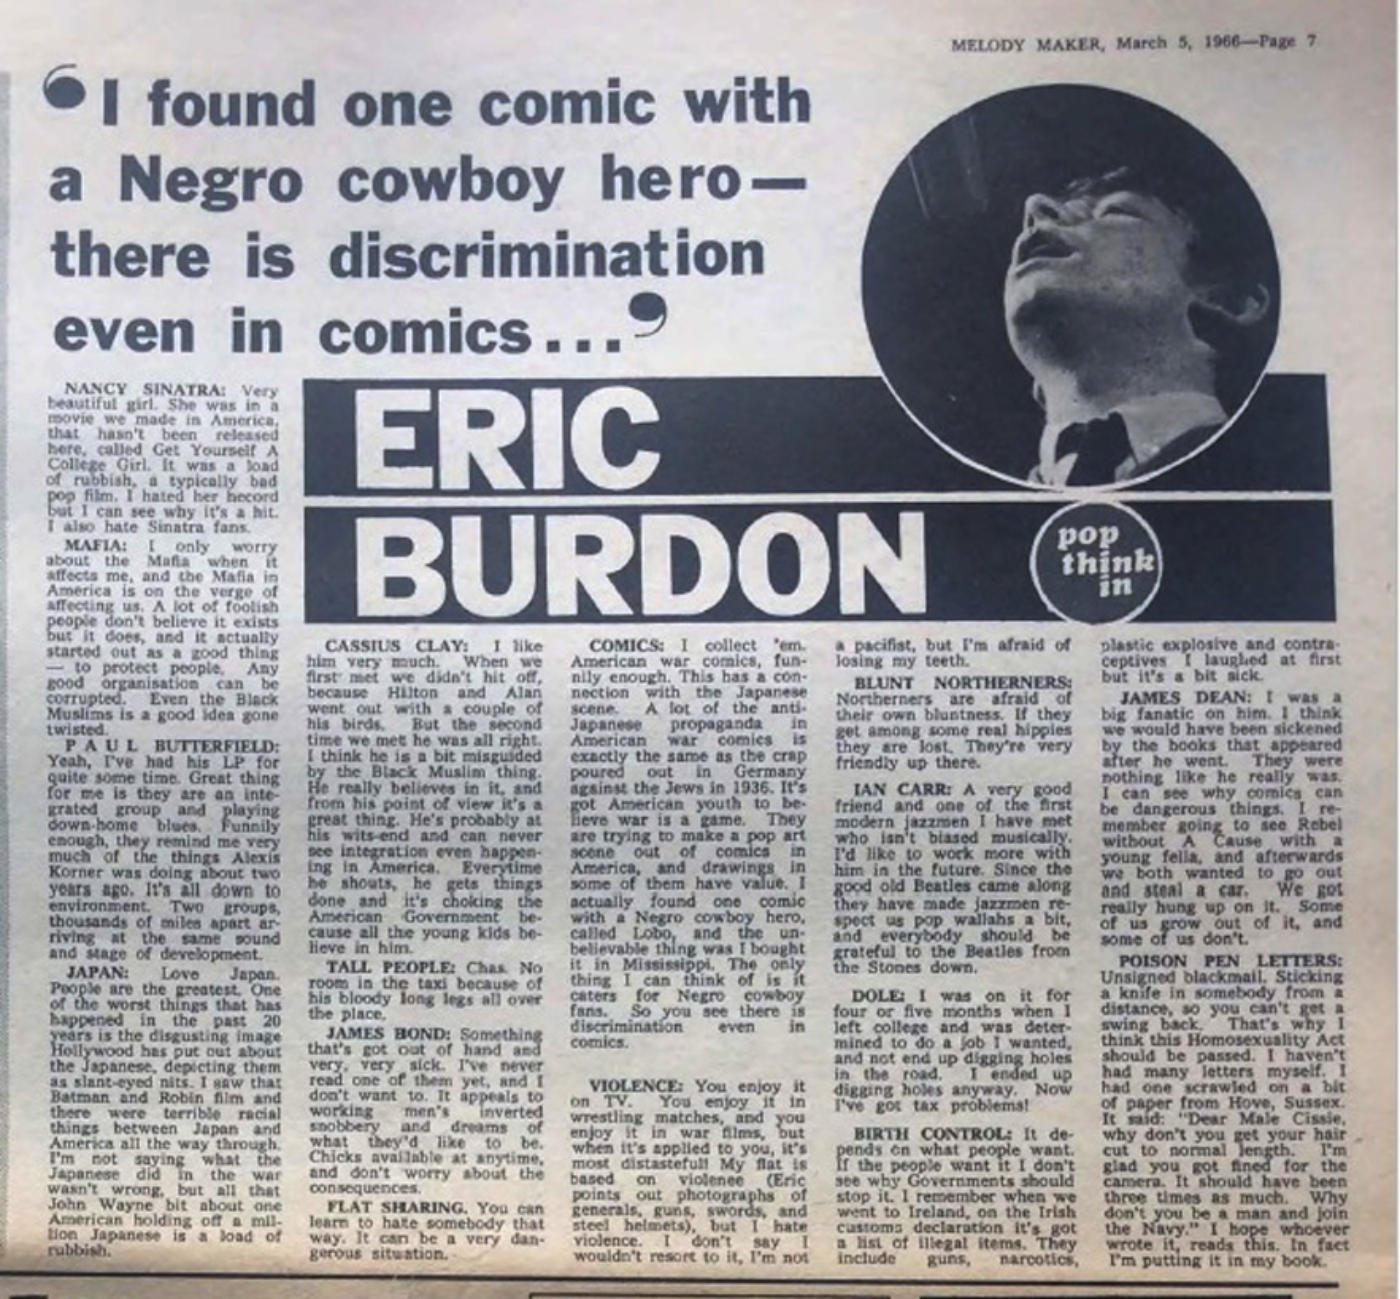 MELODY MAKER, March 5, 1966—Page 7
‘I found one comic with
a Negro cowboy hero—
there is discrimination
even in comics...’
ERIC
BURDON
pop
think
in
NANCY SINATRA: Very
beautiful girl. She was in a
movie we made in America,
that hasn't been released
here, called Get Yourself A
College Girl. It was a load
of rubbish, a typically bad
pop film. I hated her hecord
but I can see why it's a hit.
I also hate Sinatra fans.
MAFIA: I only worry
about the Mafia when it
affects me, and the Mafia in
America is on the verge of
affecting us. A lot of foolish
people don't believe it exists
but it does, and it actually
started out as a good thing
— to protect people. Any
good organisation can be
corrupted. Even the Black
Muslims is a good idea gone
twisted.
PAUL BUTTERFIELD:
Yeah, I've had his LP for
quite some time. Great thing
for me is they are an inte-
grated group and playing
down-home blues. Funnily
enough, they remind me very
much of the things Alexis
Korner was doing about two
years ago. It's all down to
environment. Two groups,
thousands of miles apart ar-
riving at the same sound
and stage of development.
JAPAN: Love Japan.
People are the greatest. One
of the worst things that has
happened in the past 20
years is the disgusting image
Hollywood has put out about
the Japanese, depicting them
as slant-eyed nits. I saw that
Batman and Robin film and
there were terrible racial
things between Japan and
America all the way through.
I'm not saying what the
Japanese did in the war
wasn't wrong, but all that
John Wayne bit about one
American holding off a mil-
lion Japanese is a load of
rubbish.
CASSIUS CLAY: I like
him very much. When we
first met we didn't hit off,
because Hilton and Alan
went out with a couple of
his birds. But the second
time we met he was all right.
I think he is a bit misguided
by the Black Muslim thing.
He really believes in it, and
from his point of view it's a
great thing. He's probably at
his wits-end and can never
see integration even happen-
ing in America. Everytime
he shouts, he gets things
done and it's choking the
American Government be-
cause all the young kids be-
lieve in him.
TALL PEOPLE: Chas. No
room in the taxi because of
his bloody long legs all over
the place.
JAMES BOND: Something
that's got out of hand and
very, very sick. I've never
read one of them yet, and I
don't want to. It appeals to
working men's inverted
snobbery and dreams of
what they'd like to be.
Chicks available at anytime,
and don't worry about the
consequences.
FLAT SHARING. You can
learn to hate somebody that
way. It can be a very dan-
gerous situation.
COMICS: I collect 'em.
American war comics, fun-
nily enough. This has a con-
nection with the Japanese
scene. A lot of the anti-
Japanese propaganda in
American war comics is
exactly the same as the crap
poured out in Germany
against the Jews in 1936. It's
got American youth to be-
lieve war is a game. They
are trying to make a pop art
scene out of comics in
America, and drawings in
some of them have value. I
actually found one comic
with a Negro cowboy hero,
called Lobo, and the un-
believable thing was I bought
it in Mississippi. The only
thing I can think of is it
caters for Negro cowboy
fans. So you see there is
discrimination even in
comics.
VIOLENCE: You enjoy it
on TV. You enjoy it in
wrestling matches, and you
enjoy it in war films, but
when it's applied to you, it's
most distasteful! My flat is
based on violenee (Eric
points out photographs of
generals, guns, swords, and
steel helmets), but I hate
violence. I don't say I
wouldn't resort to it, I'm not
a pacifist, but I'm afraid of
losing my teeth.
BLUNT NORTHERNERS:
Northerners are afraid of
their own bluntness. If they
get among some real hippies
they are lost. They're very
friendly up there.
IAN CARR: A very good
friend and one of the first
modern jazzmen I have met
who isn't biased musically.
I'd like to work more with
him in the future. Since the
good old Beatles came along
they have made jazzmen re-
spect us pop wallahs a bit,
and everybody should be
grateful to the Beatles from
the Stones down.
DOLE: I was on it for
four or five months when I
left college and was deter-
mined to do a job I wanted,
and not end up digging holes
in the road. I ended up
digging holes anyway. Now
I've got tax problems!
BIRTH CONTROL: It de-
pends on what people want.
If the people want it I don't
see why Governments should
stop it. I remember when we
went to Ireland, on the Irish
customs declaration it's got
a list of illegal items. They
include guns, narcotics,
plastic explosive and contra-
ceptives I laughed at first
but it's a bit sick.
JAMES DEAN: I was a
big fanatic on him. I think
we would have been sickened
by the books that appeared
after he went. They were
nothing like he really was.
I can see why comics can
be dangerous things. I re-
member going to see Rebel
without A Cause with a
young fella, and afterwards
we both wanted to go out
and steal a car. We got
really hung up on it. Some
of us grow out of it, and
some of us don't.
POISON PEN LETTERS:
Unsigned blackmail. Sticking
a knife in somebody from a
distance, so you can't get a
swing back. That's why I
think this Homosexuality Act
should be passed. I haven't
had many letters myself. I
had one scrawled on a bit
of paper from Hove, Sussex.
It said: "Dear Male Cissie,
why don't you get your hair
cut to normal length. I'm
glad you got fined for the
camera. It should have been
three times as much. Why
don't you be a man and join
the Navy." I hope whoever
wrote it, reads this. In fact
I'm putting it in my book.